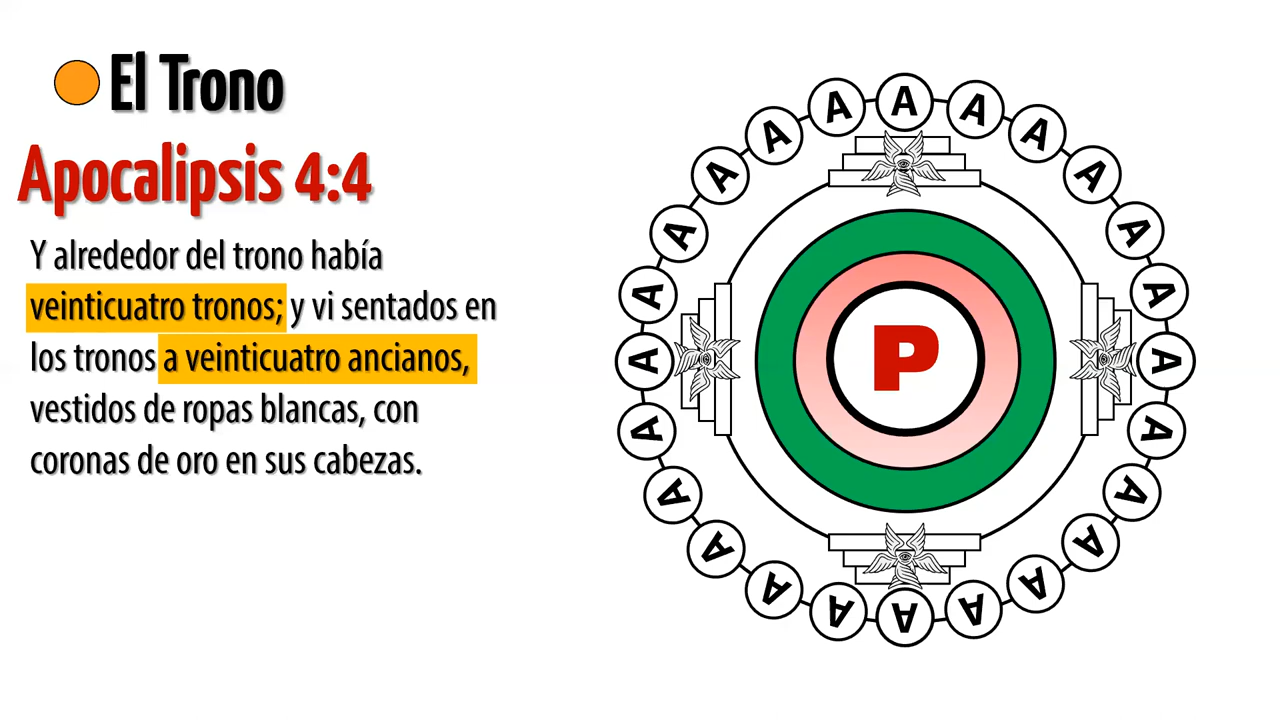 El Trono
Apocalipsis 4:4
Y alrededor del trono había
veinticuatro tronos; y vi sentados en
los tronos a veinticuatro ancianos,
vestidos de ropas blancas, con
coronas de oro en sus cabezas.
A A A A A A A A A A A A A A A A A A A A A A A A
P